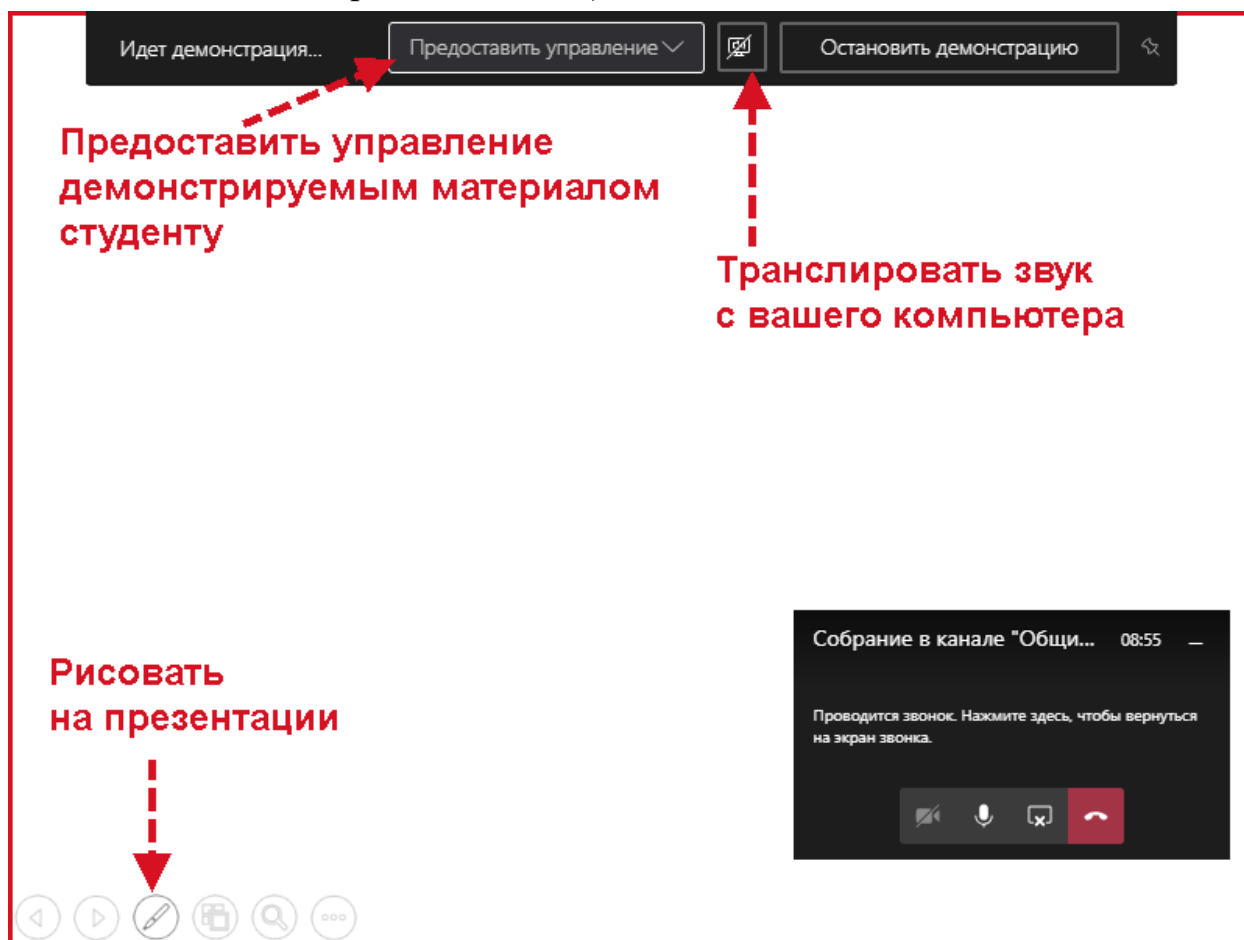 Идет демонстрация...
Предоставить управление
Остановить демонстрацию
Предоставить управление
демонстрируемым материалом
студенту
Транслировать звук
с вашего компьютера
Собрание в канале "Общи...
08:55
Проводится звонок. Нажмите здесь, чтобы вернуться
на экран звонка.
Рисовать
на презентации